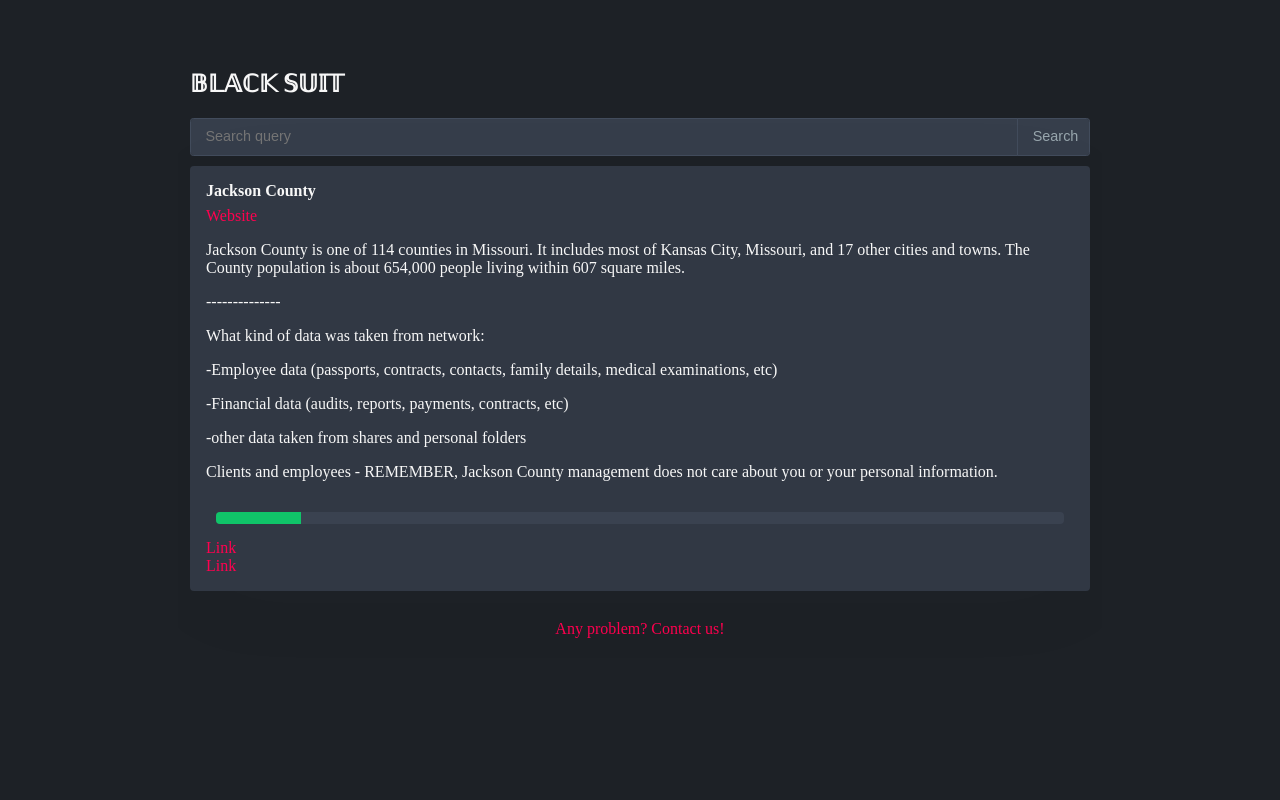 𝔹𝕃𝔸ℂ𝕂 𝕊𝕌𝕀𝕋
Search query
Search
Jackson County
Website
Jackson County is one of 114 counties in Missouri. It includes most of Kansas City, Missouri, and 17 other cities and towns. The
County population is about 654,000 people living within 607 square miles.
--------------
What kind of data was taken from network:
-Employee data (passports, contracts, contacts, family details, medical examinations, etc)
-Financial data (audits, reports, payments, contracts, etc)
-other data taken from shares and personal folders
Clients and employees - REMEMBER, Jackson County management does not care about you or your personal information.
Link
Link
Any problem? Contact us!